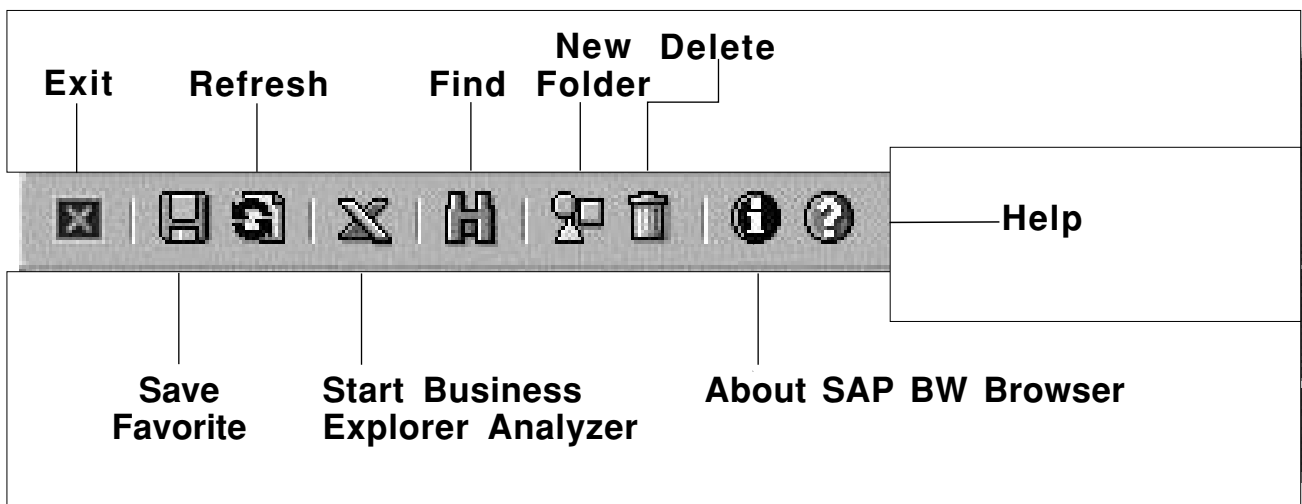 New Delete
Exit Refresh Find Folder
Help
Save Start Business About SAP BW Browser
Favorite Explorer Analyzer